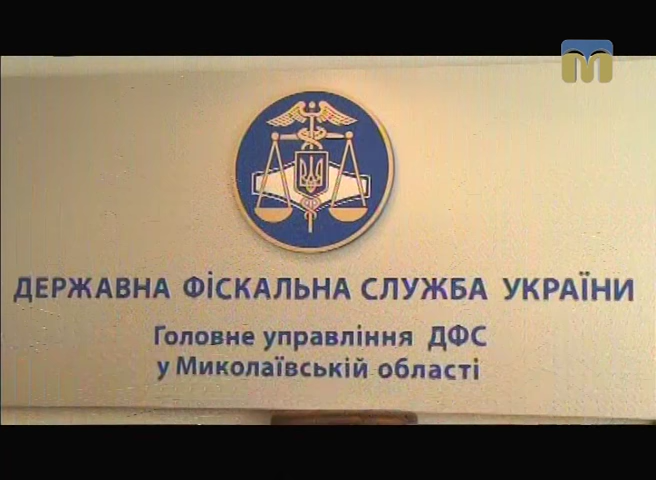 ДЕРЖАВНА ФІСКАЛЬНА СЛУЖБА УКРАЇНИ
Головне управління ДФС
у Миколаївській області